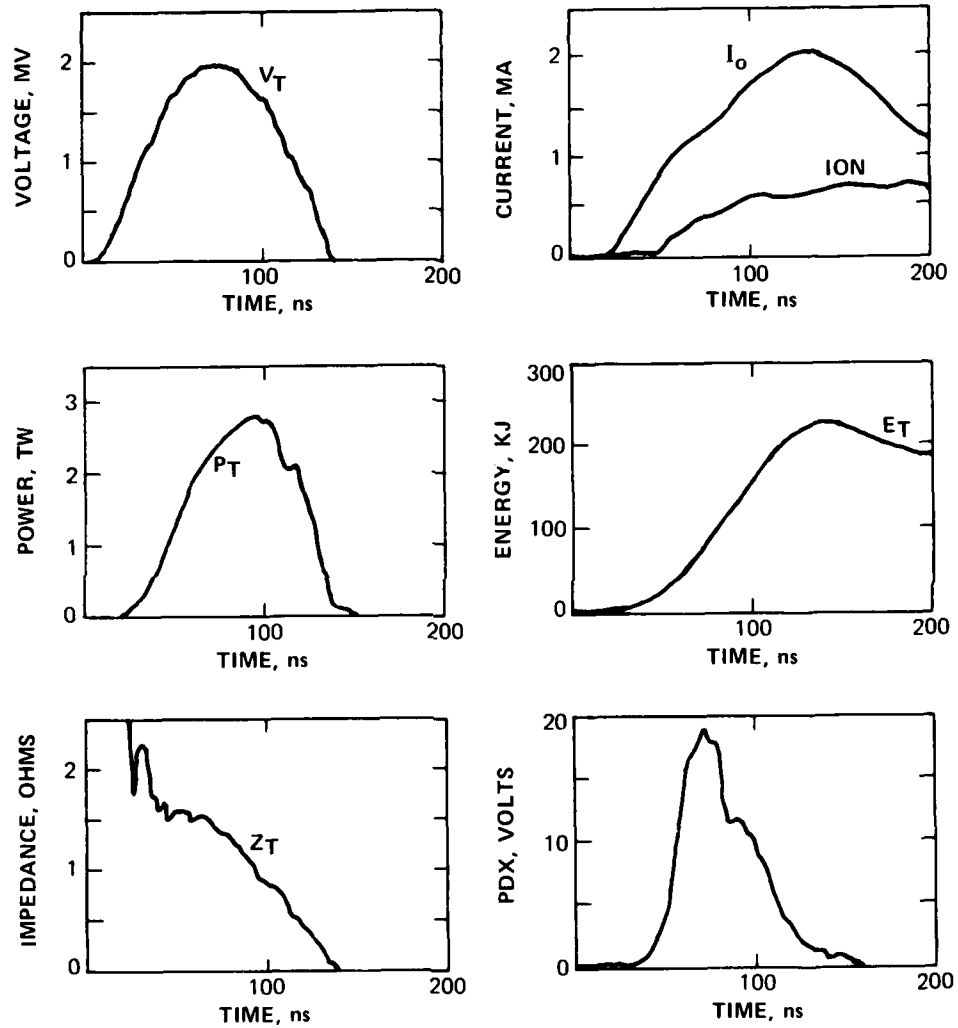 VOLTAGE, MV
2
1
0
V_T
100
200
TIME, ns
CURRENT, MA
2
1
0
I_o
ION
100
200
TIME, ns
POWER, TW
3
2
1
0
P_T
100
200
TIME, ns
ENERGY, KJ
300
200
100
0
E_T
100
200
TIME, ns
IMPEDANCE, OHMS
2
1
0
Z_T
100
200
TIME, ns
PDX, VOLTS
20
10
0
100
200
TIME, ns